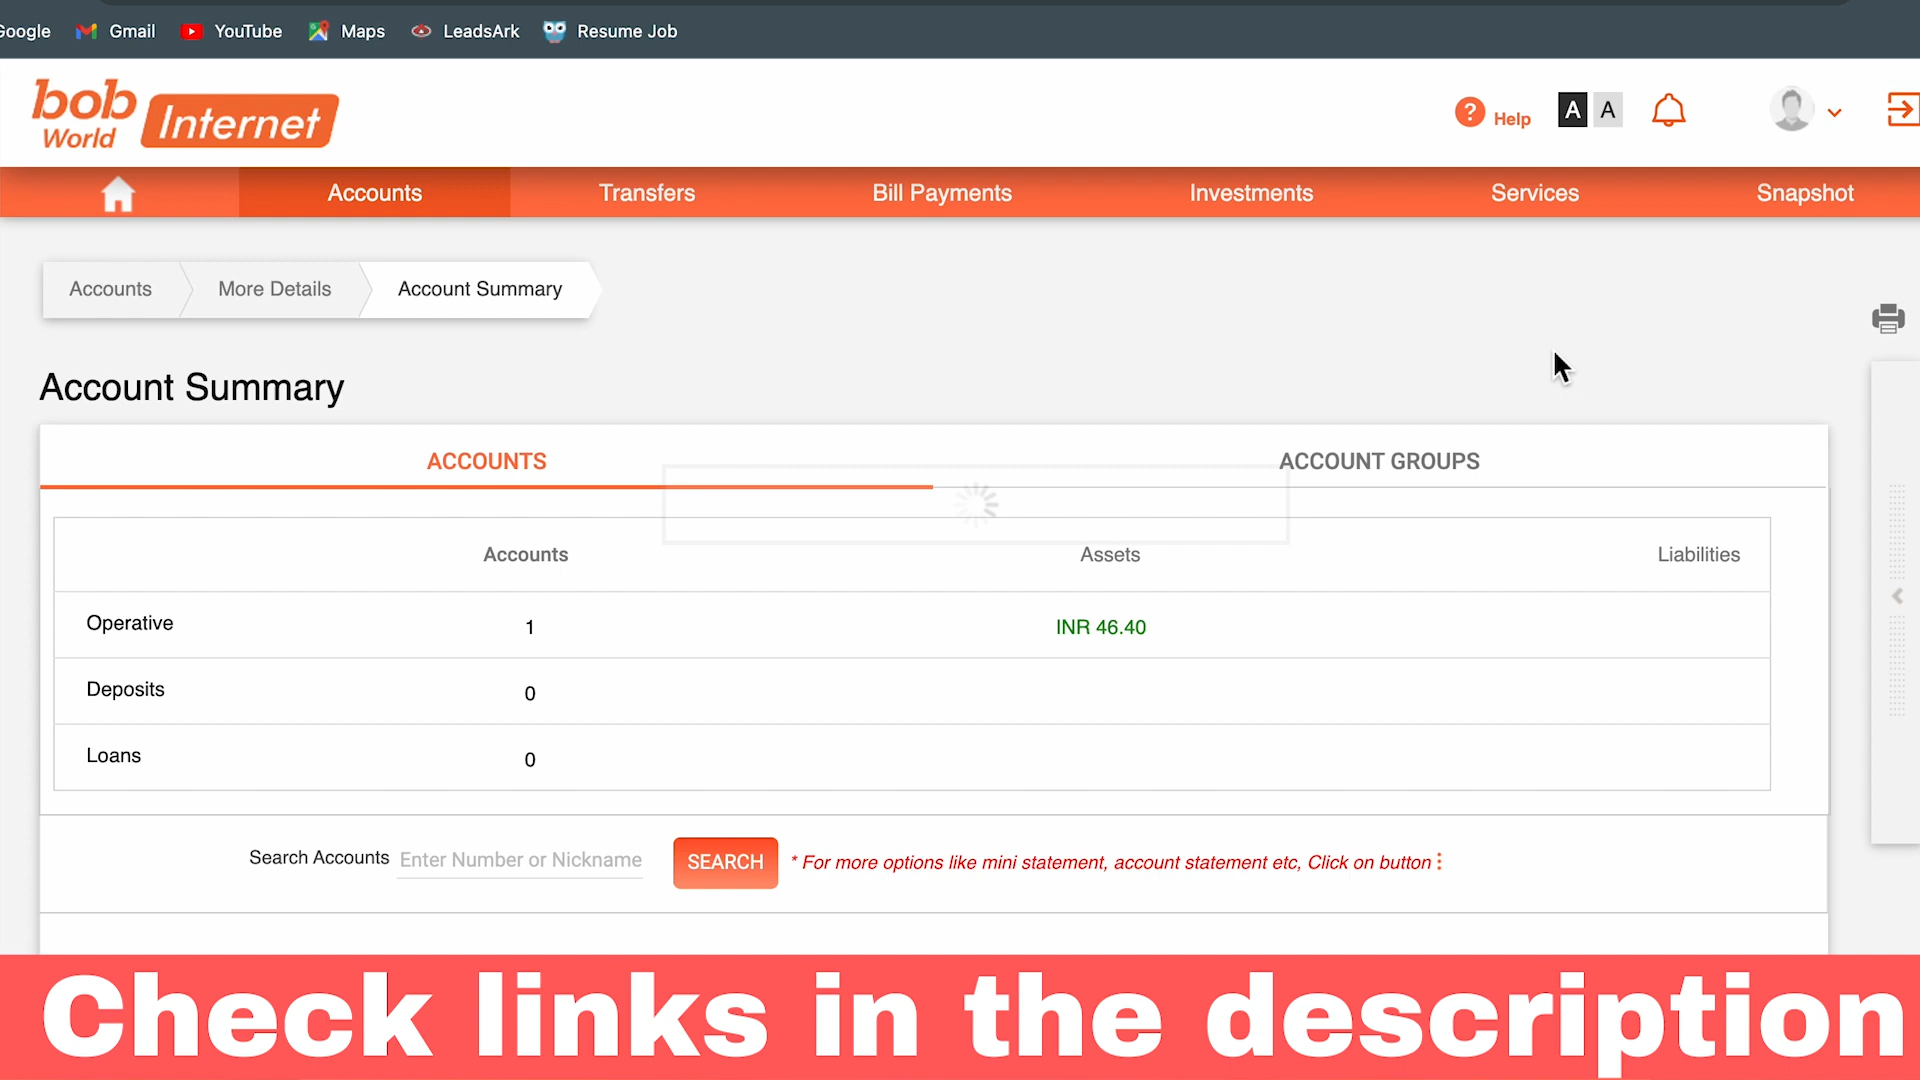 Google Gmail YouTube Maps LeadsArk Resume Job
bob
World Internet
? Help A A
Accounts Transfers Bill Payments Investments Services Snapshot
Accounts More Details Account Summary
Account Summary
ACCOUNTS ACCOUNT GROUPS
Accounts Assets Liabilities
Operative 1 INR 46.40
Deposits 0
Loans 0
Search Accounts Enter Number or Nickname SEARCH * For more options like mini statement, account statement etc, Click on button
Check links in the description